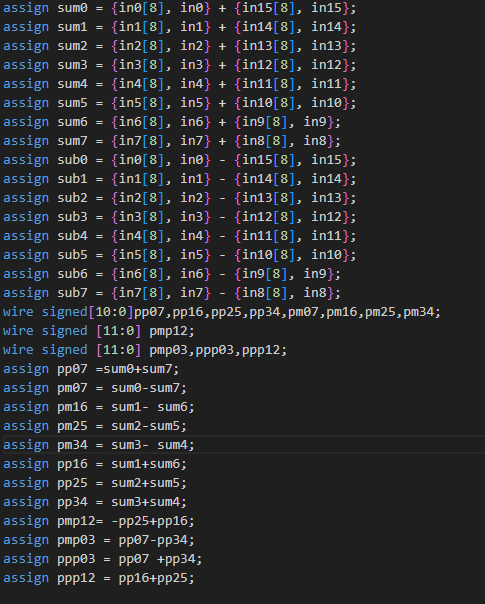 assign sum0 = {in0[8], in0} + {in15[8], in15};
assign sum1 = {in1[8], in1} + {in14[8], in14};
assign sum2 = {in2[8], in2} + {in13[8], in13};
assign sum3 = {in3[8], in3} + {in12[8], in12};
assign sum4 = {in4[8], in4} + {in11[8], in11};
assign sum5 = {in5[8], in5} + {in10[8], in10};
assign sum6 = {in6[8], in6} + {in9[8], in9};
assign sum7 = {in7[8], in7} + {in8[8], in8};
assign sub0 = {in0[8], in0} - {in15[8], in15};
assign sub1 = {in1[8], in1} - {in14[8], in14};
assign sub2 = {in2[8], in2} - {in13[8], in13};
assign sub3 = {in3[8], in3} - {in12[8], in12};
assign sub4 = {in4[8], in4} - {in11[8], in11};
assign sub5 = {in5[8], in5} - {in10[8], in10};
assign sub6 = {in6[8], in6} - {in9[8], in9};
assign sub7 = {in7[8], in7} - {in8[8], in8};
wire signed[10:0]pp07,pp16,pp25,pp34,pm07,pm16,pm25,pm34;
wire signed [11:0] pmp12;
wire signed [11:0] pmp03,ppp03,ppp12;
assign pp07 =sum0+sum7;
assign pm07 = sum0-sum7;
assign pm16 = sum1- sum6;
assign pm25 = sum2-sum5;
assign pm34 = sum3- sum4;
assign pp16 = sum1+sum6;
assign pp25 = sum2+sum5;
assign pp34 = sum3+sum4;
assign pmp12= -pp25+pp16;
assign pmp03 = pp07-pp34;
assign ppp03 = pp07 +pp34;
assign ppp12 = pp16+pp25;